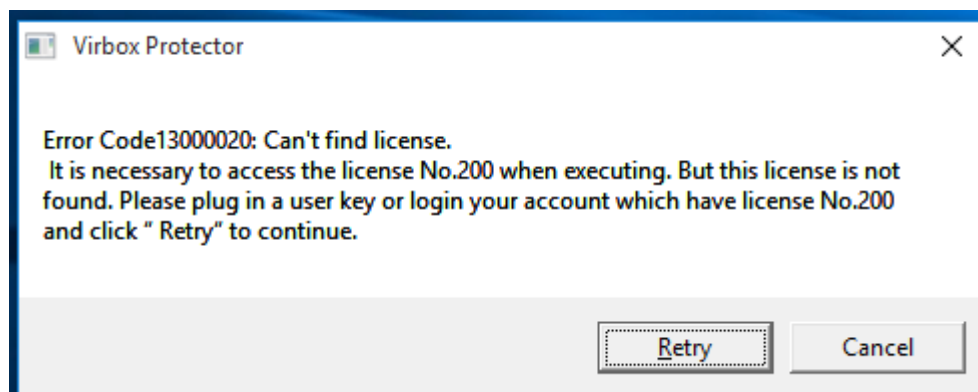 Virbox Protector
Error Code13000020: Can't find license.
It is necessary to access the license No.200 when executing. But this license is not
found. Please plug in a user key or login your account which have license No.200
and click “ Retry” to continue.
Retry
Cancel